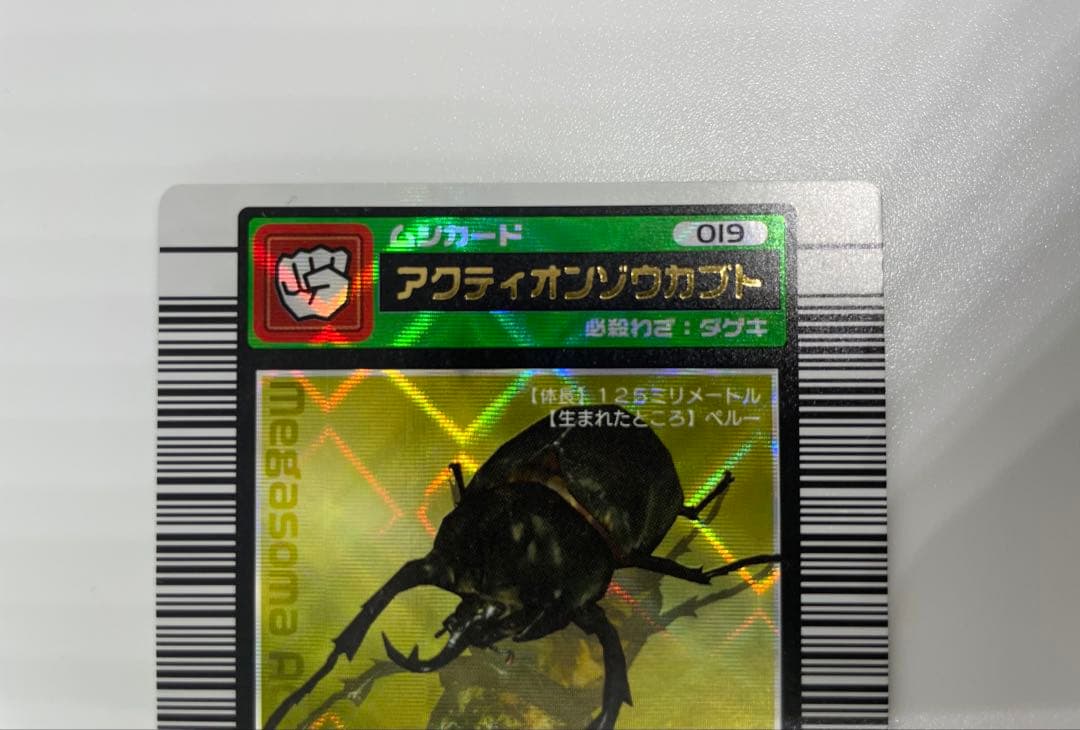 ムシカード
019
アクティオンゾウカブト
必殺わざ:ダゲキ
【体長】125ミリメートル
【生まれたところ】ペルー
megasoma